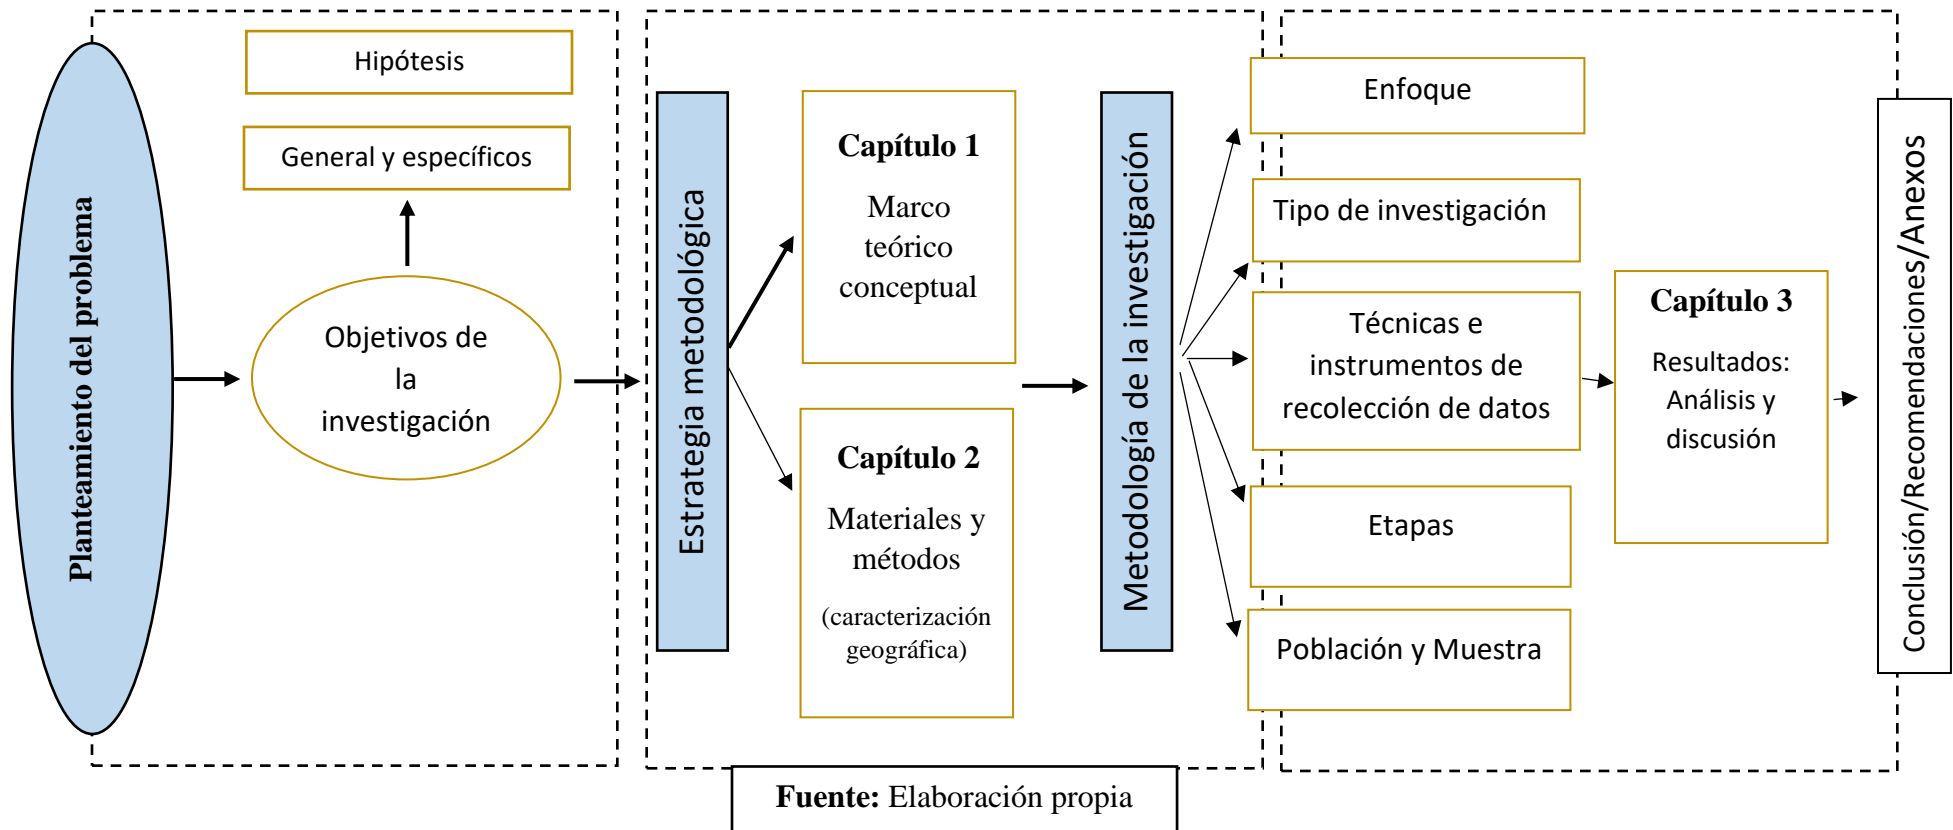 Planteamiento del problema
Hipótesis
General y específicos
Objetivos de
la
investigación
Estrategia metodológica
Capítulo 1
Marco
teórico
conceptual
Capítulo 2
Materiales y
métodos
(caracterización
geográfica)
Metodología de la investigación
Enfoque
Tipo de investigación
Técnicas e
instrumentos de
recolección de datos
Etapas
Población y Muestra
Capítulo 3
Resultados:
Análisis y
discusión
Conclusión/Recomendaciones/Anexos
Fuente: Elaboración propia